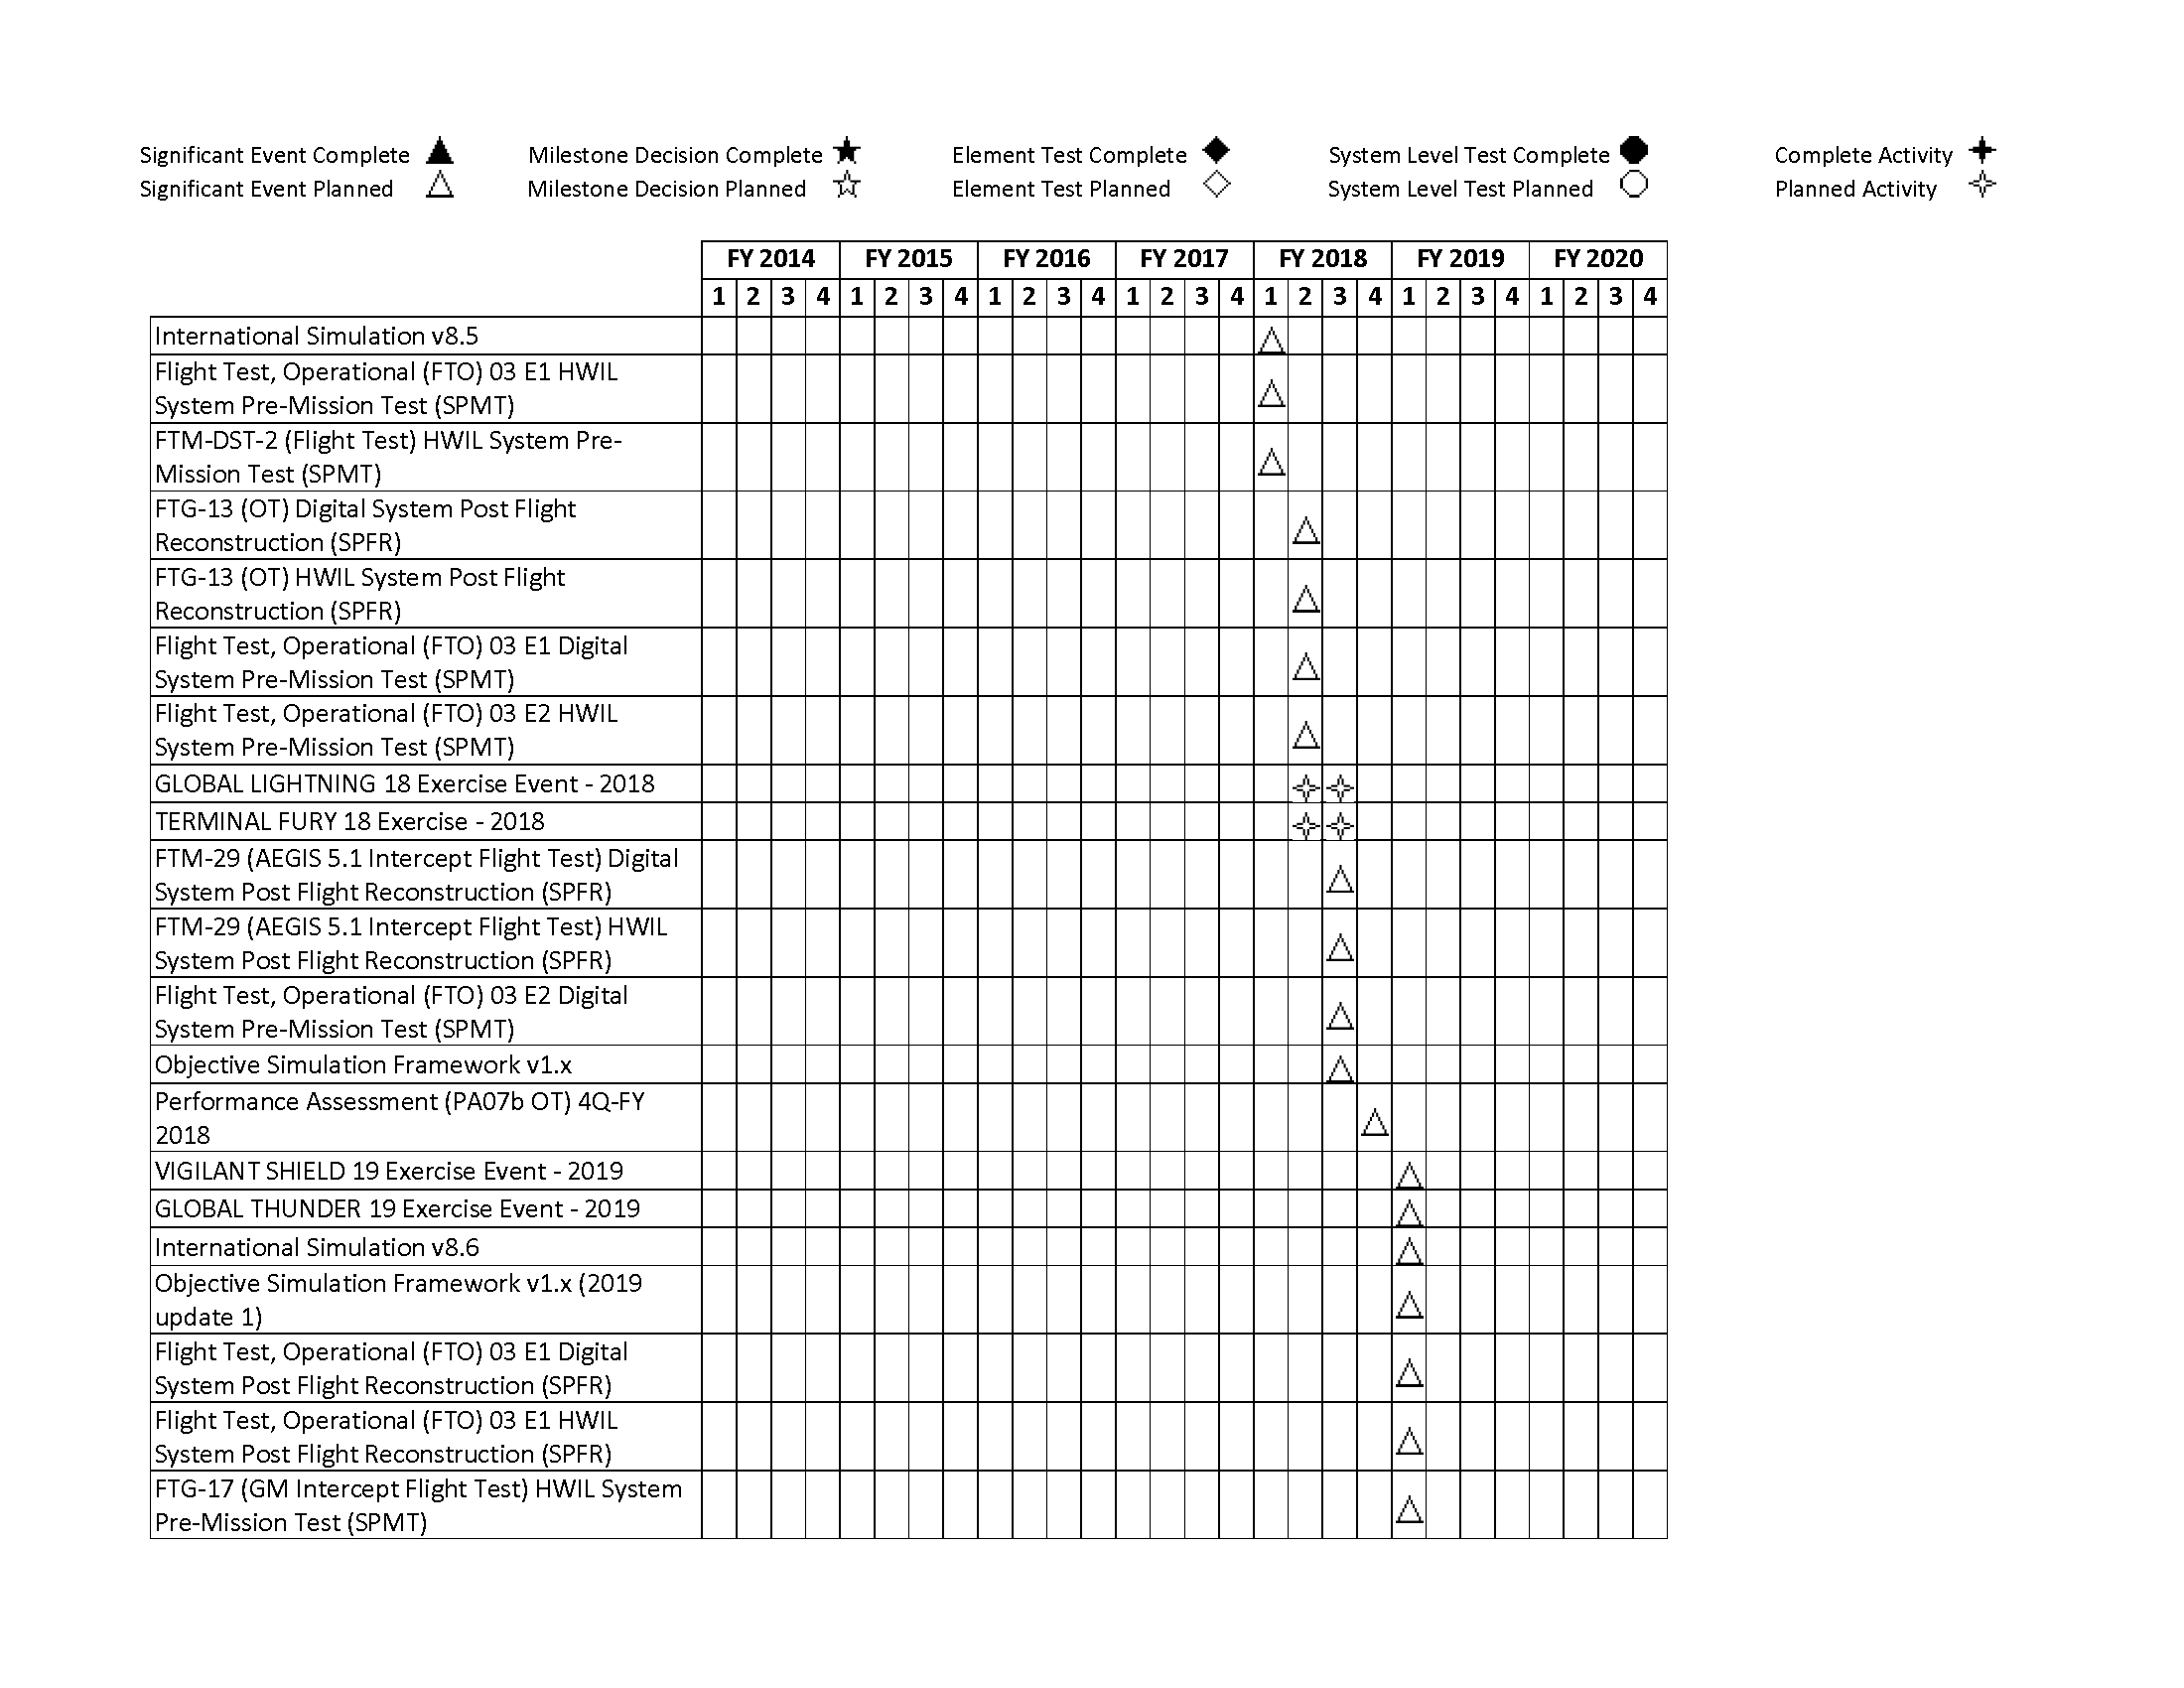 Significant Event Complete Milestone Decision Complete Element Test Complete System Level Test Complete Complete Activity
Significant Event Planned Milestone Decision Planned Element Test Planned System Level Test Planned Planned Activity
FY 2014 FY 2015 FY 2016 FY 2017 FY 2018 FY 2019 FY 2020
1 2 3 4 1 2 3 4 1 2 3 4 1 2 3 4 1 2 3 4 1 2 3 4 1 2 3 4
International Simulation v8.5
Flight Test, Operational (FTO) 03 E1 HWIL
System Pre-Mission Test (SPMT)
FTM-DST-2 (Flight Test) HWIL System Pre-
Mission Test (SPMT)
FTG-13 (OT) Digital System Post Flight
Reconstruction (SPFR)
FTG-13 (OT) HWIL System Post Flight
Reconstruction (SPFR)
Flight Test, Operational (FTO) 03 E1 Digital
System Pre-Mission Test (SPMT)
Flight Test, Operational (FTO) 03 E2 HWIL
System Pre-Mission Test (SPMT)
GLOBAL LIGHTNING 18 Exercise Event - 2018
TERMINAL FURY 18 Exercise - 2018
FTM-29 (AEGIS 5.1 Intercept Flight Test) Digital
System Post Flight Reconstruction (SPFR)
FTM-29 (AEGIS 5.1 Intercept Flight Test) HWIL
System Post Flight Reconstruction (SPFR)
Flight Test, Operational (FTO) 03 E2 Digital
System Pre-Mission Test (SPMT)
Objective Simulation Framework v1.x
Performance Assessment (PA07b OT) 4Q-FY
2018
VIGILANT SHIELD 19 Exercise Event - 2019
GLOBAL THUNDER 19 Exercise Event - 2019
International Simulation v8.6
Objective Simulation Framework v1.x (2019
update 1)
Flight Test, Operational (FTO) 03 E1 Digital
System Post Flight Reconstruction (SPFR)
Flight Test, Operational (FTO) 03 E1 HWIL
System Post Flight Reconstruction (SPFR)
FTG-17 (GM Intercept Flight Test) HWIL System
Pre-Mission Test (SPMT)